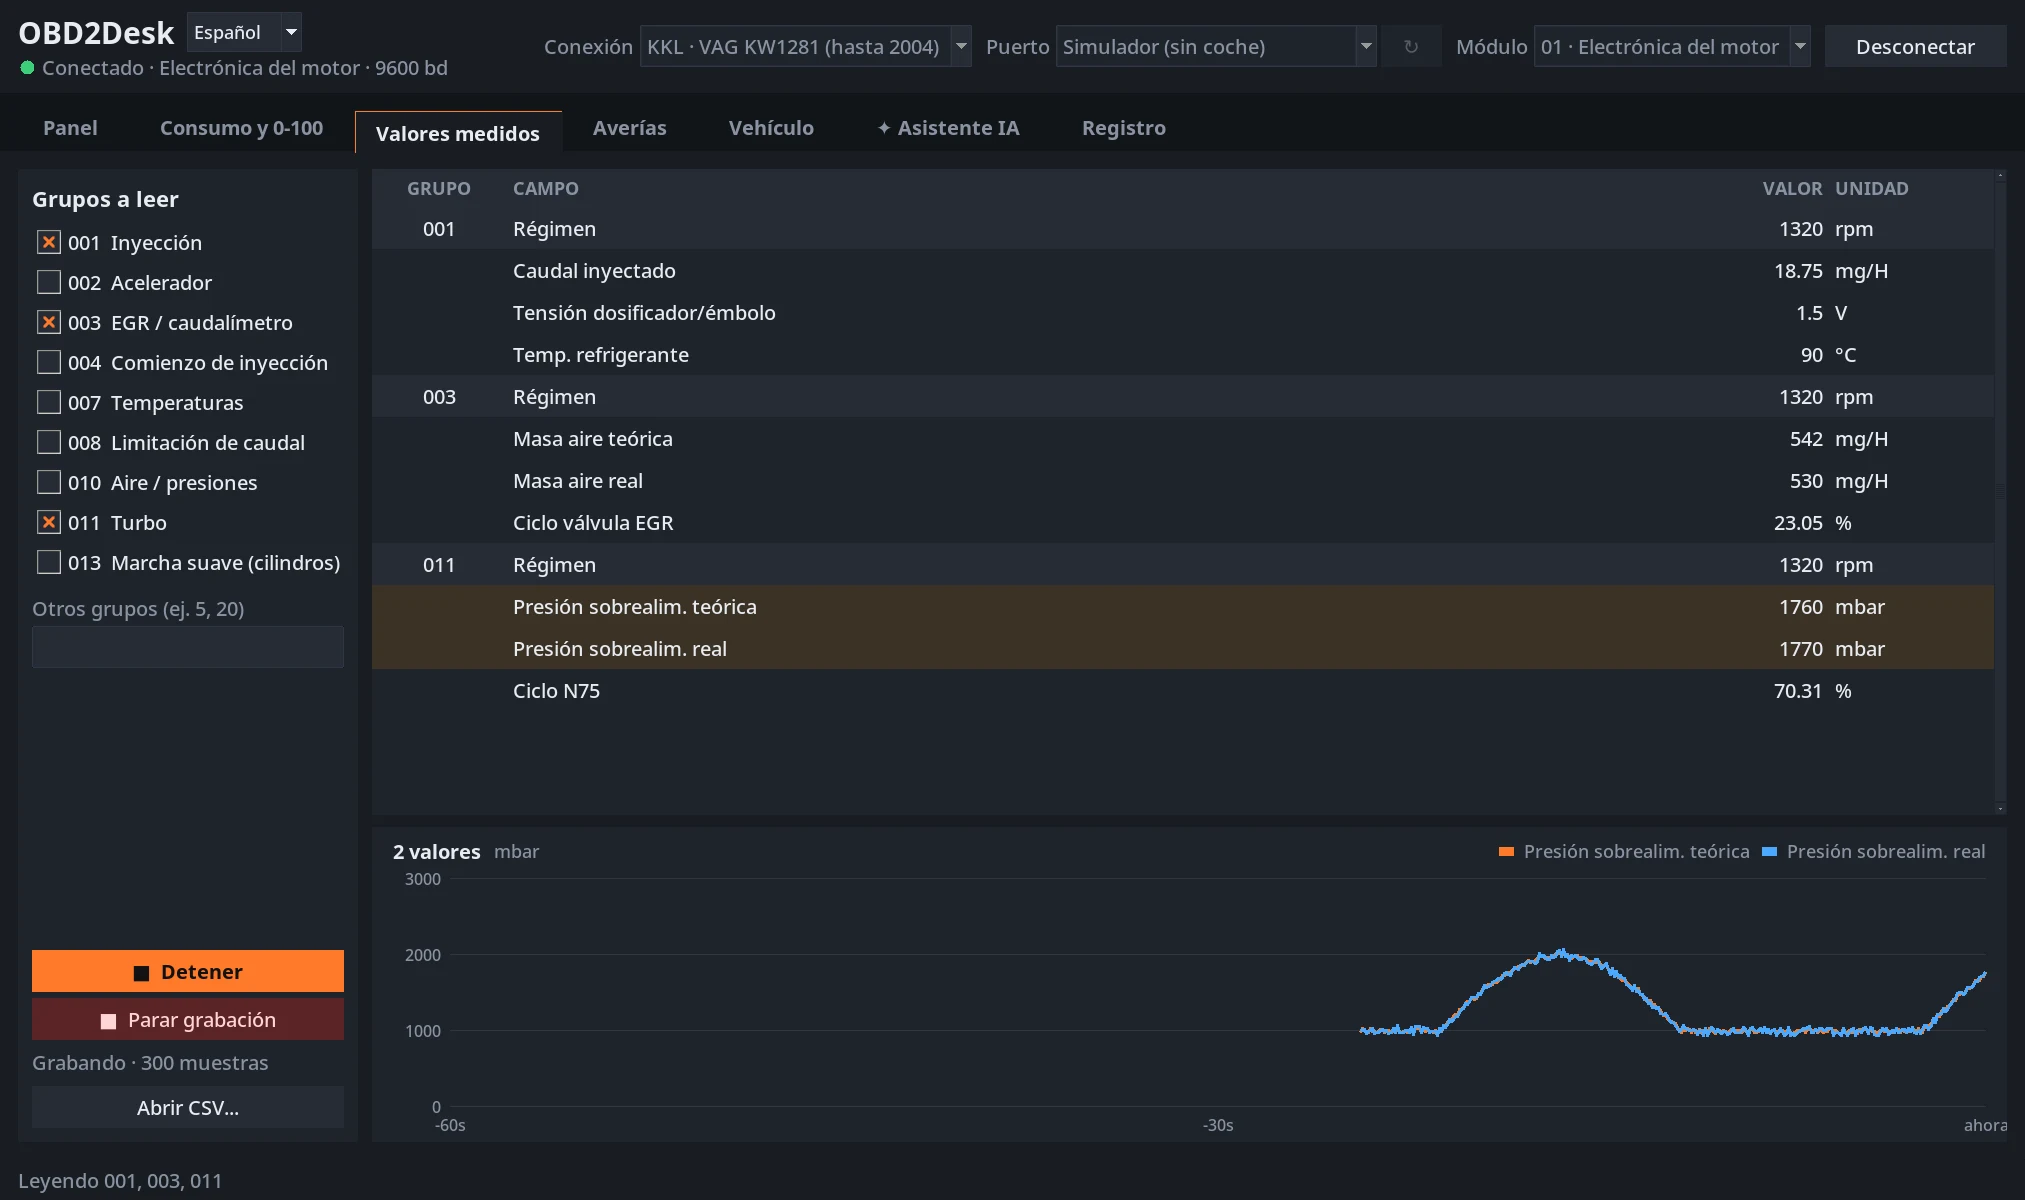 OBD2Desk Español
Conectado · Electrónica del motor · 9600 bd
Conexión KKL · VAG KW1281 (hasta 2004) Puerto Simulador (sin coche) ↻ Módulo 01 · Electrónica del motor Desconectar
Panel Consumo y 0-100 Valores medidos Averías Vehículo ✦ Asistente IA Registro
Grupos a leer
001 Inyección
002 Acelerador
003 EGR / caudalímetro
004 Comienzo de inyección
007 Temperaturas
008 Limitación de caudal
010 Aire / presiones
011 Turbo
013 Marcha suave (cilindros)
Otros grupos (ej. 5, 20)
Detener
Parar grabación
Grabando · 300 muestras
Abrir CSV...
GRUPO CAMPO VALOR UNIDAD
001 Régimen 1320 rpm
Caudal inyectado 18.75 mg/H
Tensión dosificador/émbolo 1.5 V
Temp. refrigerante 90 °C
003 Régimen 1320 rpm
Masa aire teórica 542 mg/H
Masa aire real 530 mg/H
Ciclo válvula EGR 23.05 %
011 Régimen 1320 rpm
Presión sobrealim. teórica 1760 mbar
Presión sobrealim. real 1770 mbar
Ciclo N75 70.31 %
2 valores mbar Presión sobrealim. teórica Presión sobrealim. real
3000
2000
1000
0
-60s -30s ahora
Leyendo 001, 003, 011